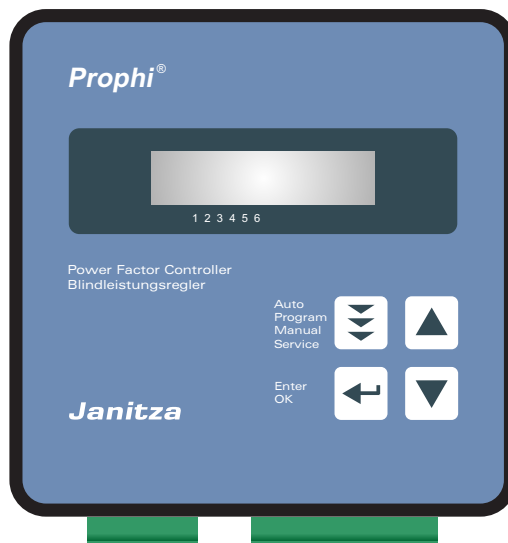 Prophi®
1 2 3 4 5 6
Power Factor Controller
Blindleistungsregler
Auto
Program
Manual
Service
Enter
OK
Janitza